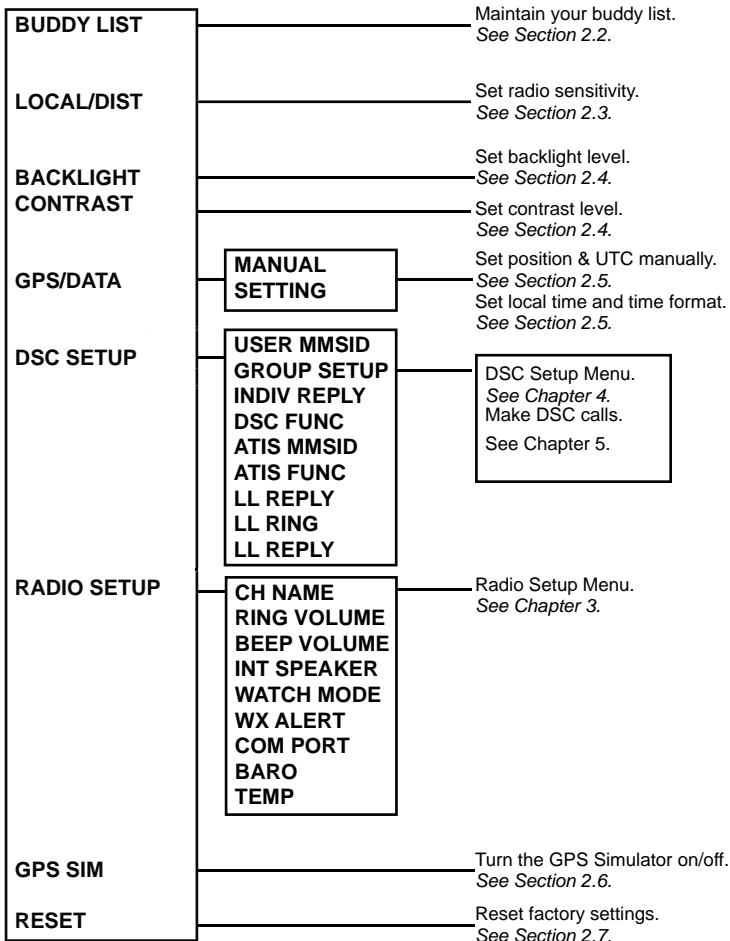 BUDDY LIST
Maintain your buddy list.
See Section 2.2.
LOCAL/DIST
Set radio sensitivity.
See Section 2.3.
BACKLIGHT
Set backlight level.
See Section 2.4.
CONTRAST
Set contrast level.
See Section 2.4.
GPS/DATA
MANUAL
SETTING
Set position & UTC manually.
See Section 2.5.
Set local time and time format.
See Section 2.5.
DSC SETUP
USER MMSID
GROUP SETUP
INDIV REPLY
DSC FUNC
ATIS MMSID
ATIS FUNC
LL REPLY
LL RING
LL REPLY
DSC Setup Menu.
See Chapter 4.
Make DSC calls.
See Chapter 5.
RADIO SETUP
CH NAME
RING VOLUME
BEEP VOLUME
INT SPEAKER
WATCH MODE
WX ALERT
COM PORT
BARO
TEMP
Radio Setup Menu.
See Chapter 3.
GPS SIM
Turn the GPS Simulator on/off.
See Section 2.6.
RESET
Reset factory settings.
See Section 2.7.